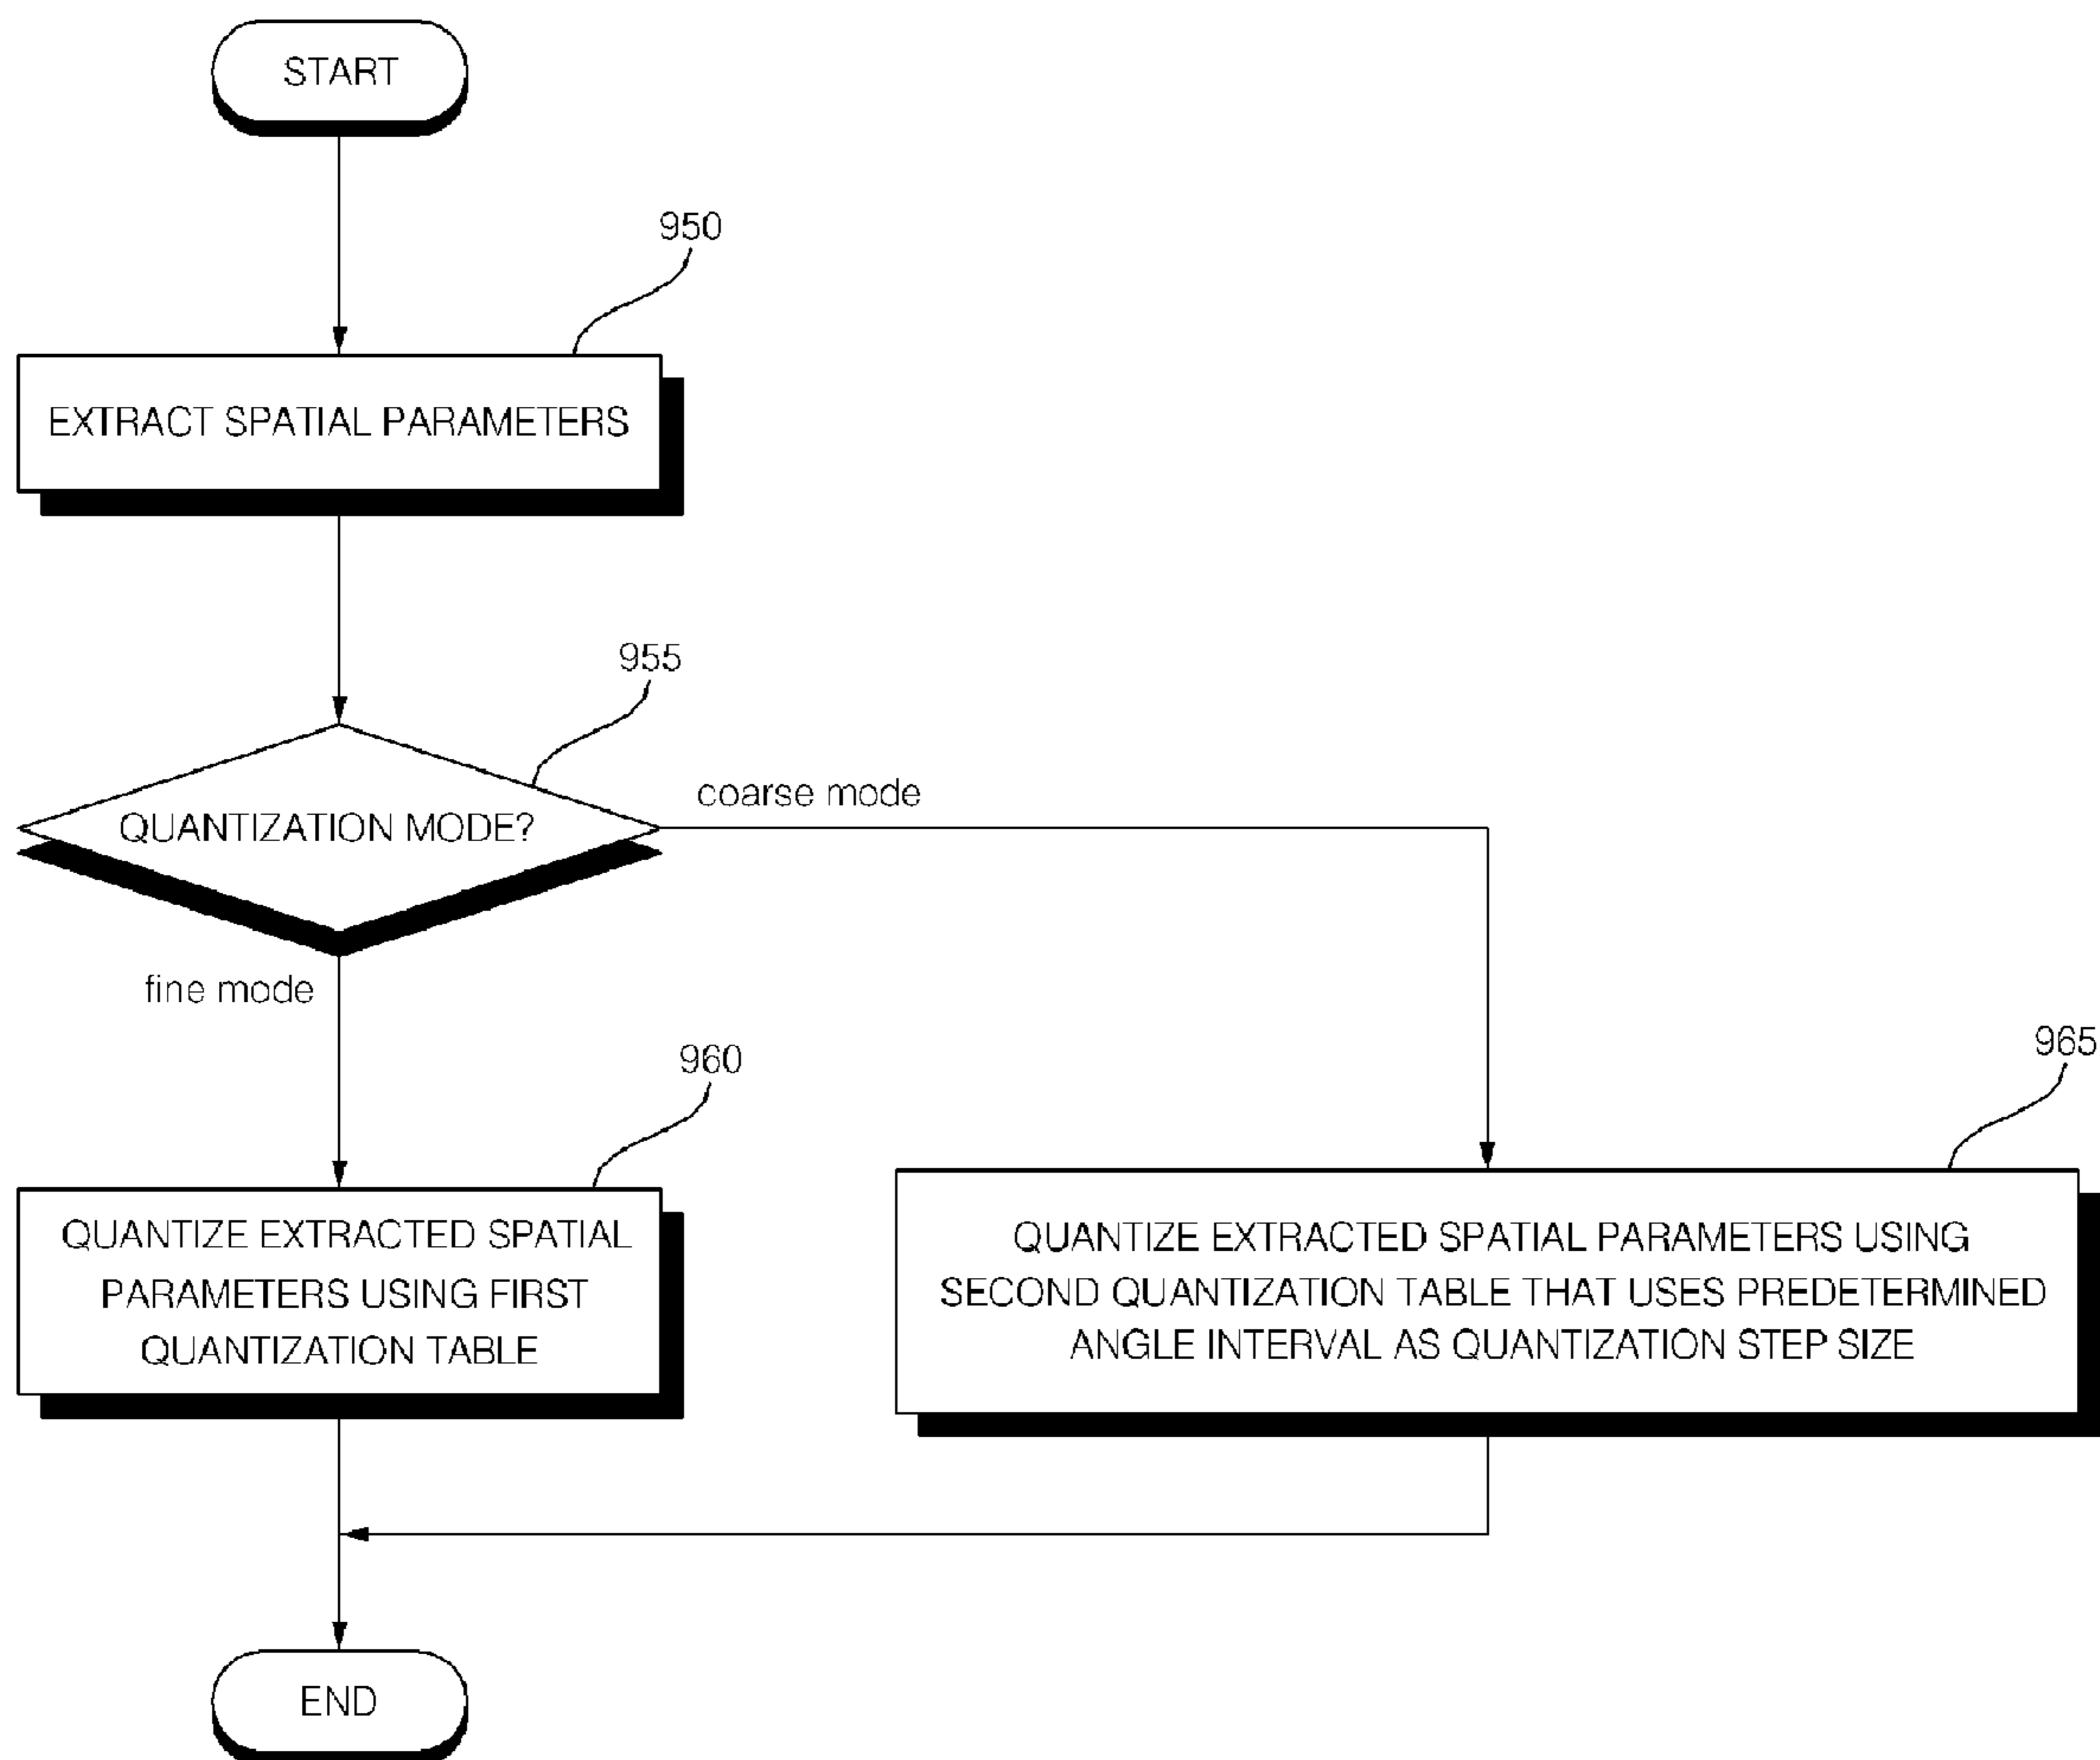 START
950
EXTRACT SPATIAL PARAMETERS
955
QUANTIZATION MODE?
coarse mode
fine mode
960
QUANTIZE EXTRACTED SPATIAL
PARAMETERS USING FIRST
QUANTIZATION TABLE
965
QUANTIZE EXTRACTED SPATIAL PARAMETERS USING
SECOND QUANTIZATION TABLE THAT USES PREDETERMINED
ANGLE INTERVAL AS QUANTIZATION STEP SIZE
END